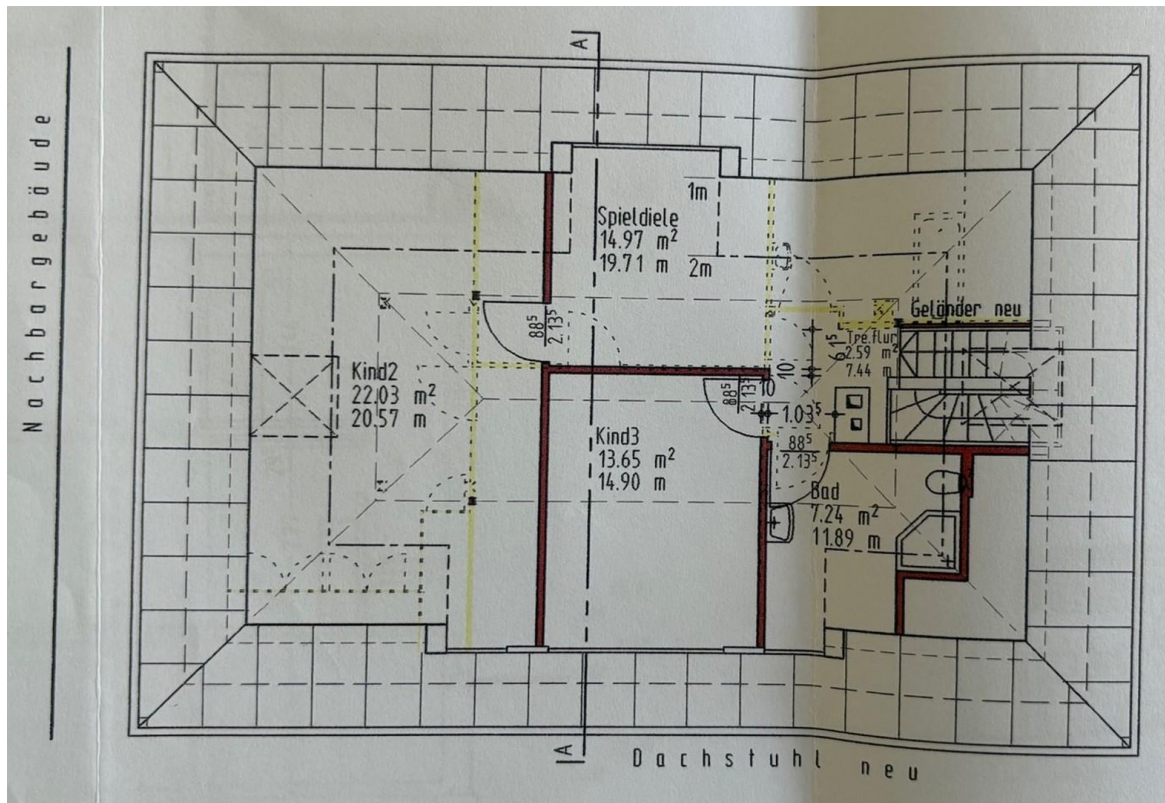 Nachbargebäude
A
1m
Spieldiele
14.97 m²
19.71 m
2m
Geländer neu
Tre.flur
2.59 m²
7.44 m
88⁵
2.13⁵
6.1⁵
10
10
Kind2
22.03 m²
20.57 m
88⁵
2.13⁵
1.03⁵
Kind3
13.65 m²
14.90 m
88⁵
2.13⁵
Bad
7.24 m²
11.89 m
A
Dachstuhl neu